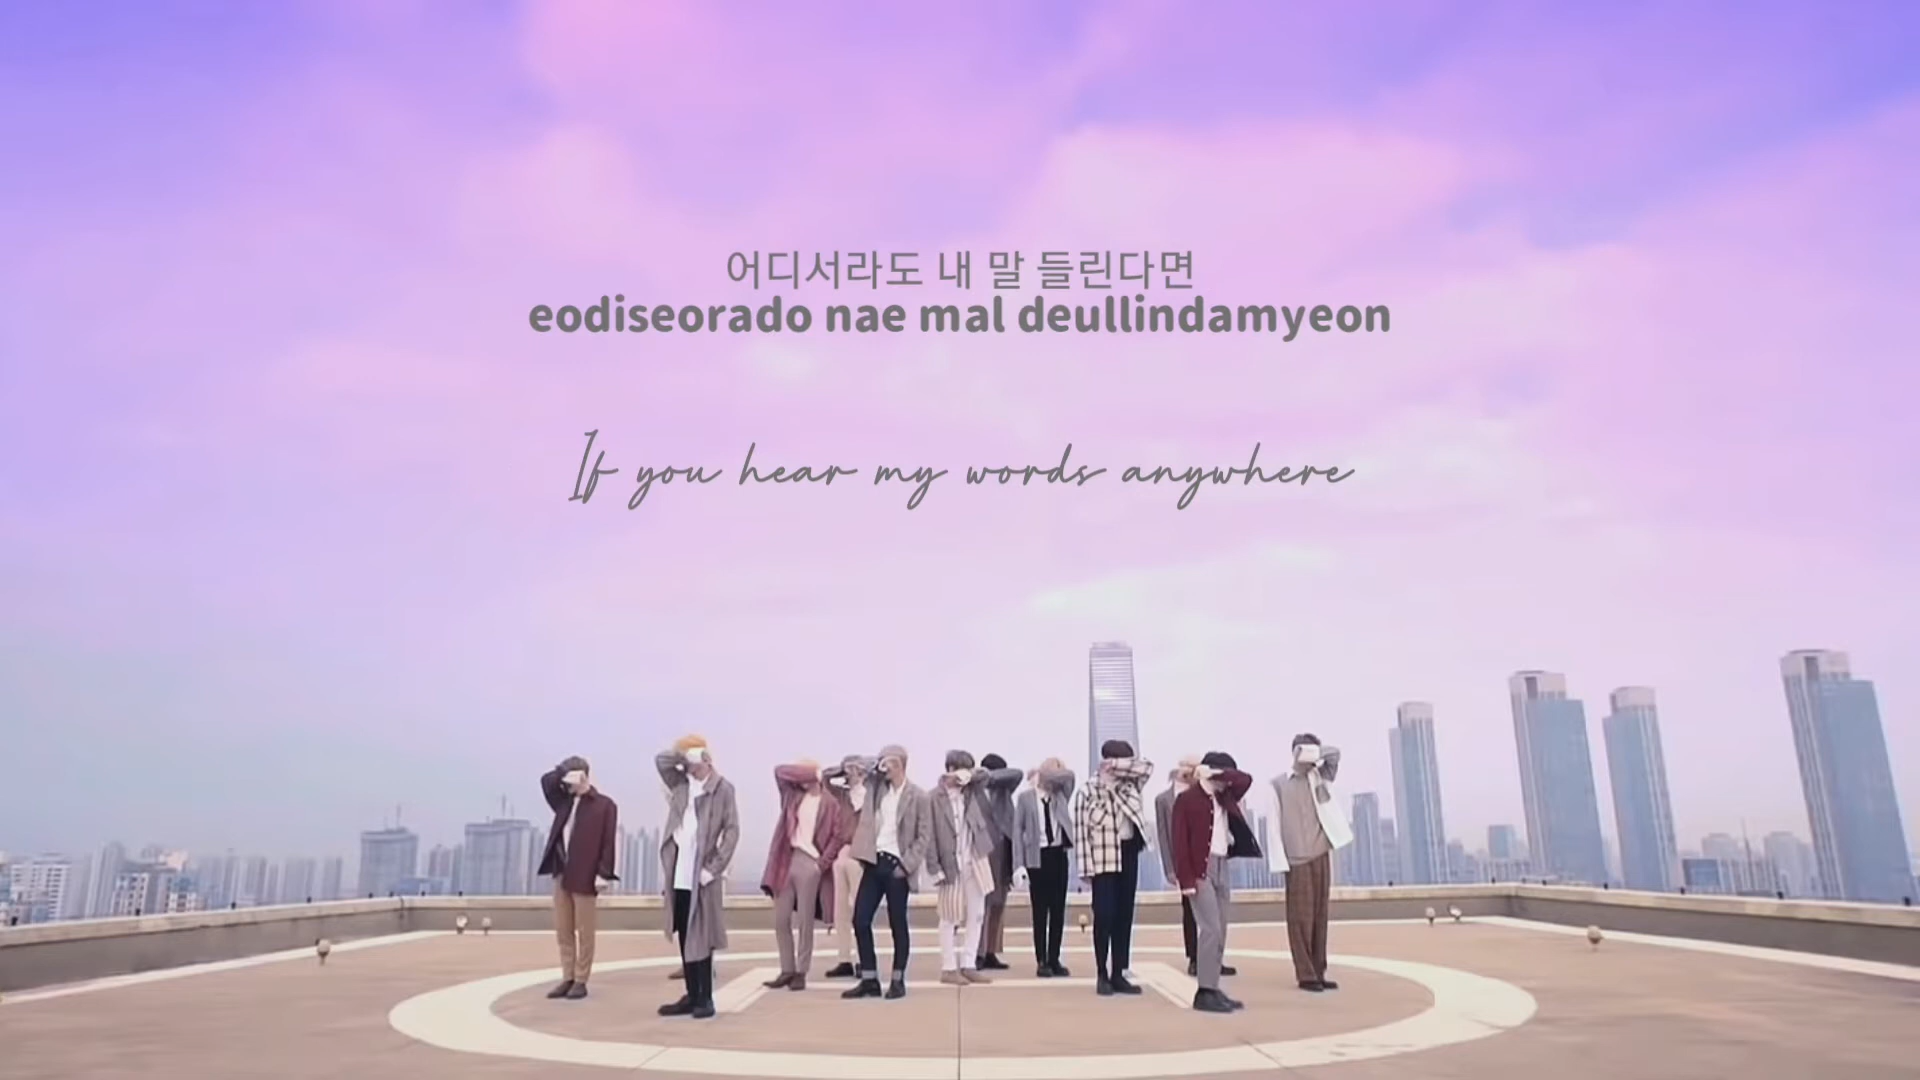 어디서라도 내 말 들린다면
eodiseorado nae mal deullindamyeon
If you hear my words anywhere